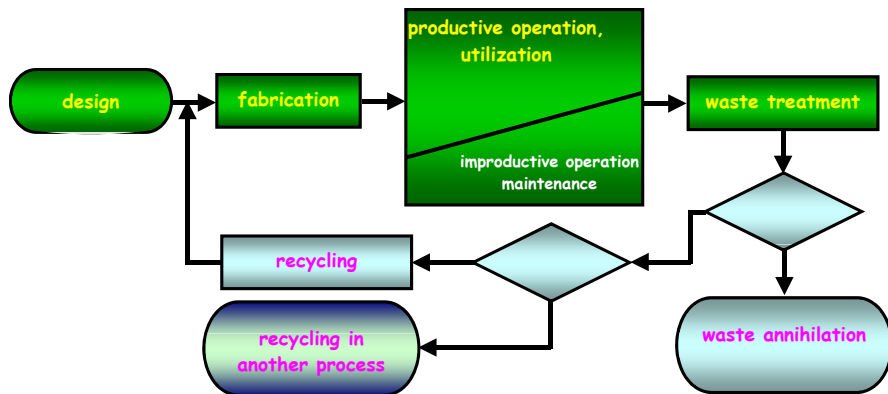 productive operation,
utilization
design
fabrication
waste treatment
improductive operation
maintenance
recycling
recycling in
another process
waste annihilation